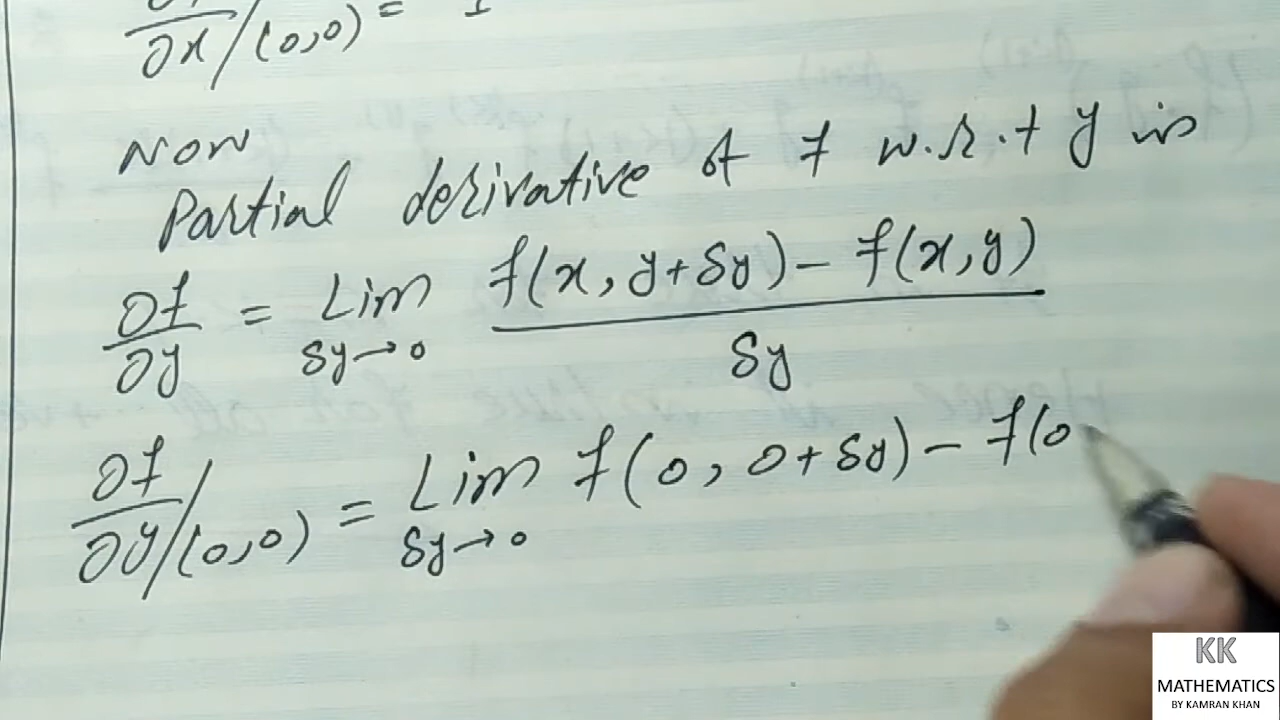 ∂x/(0,0) = 1
Now
Partial derivative of f w.r.t y is
∂f/∂y = Lim δy→0 f(x, y+δy) − f(x,y) / δy
∂f/∂y/(0,0) = Lim δy→0 f(0, 0+δy) − f(0
KK
MATHEMATICS
BY KAMRAN KHAN